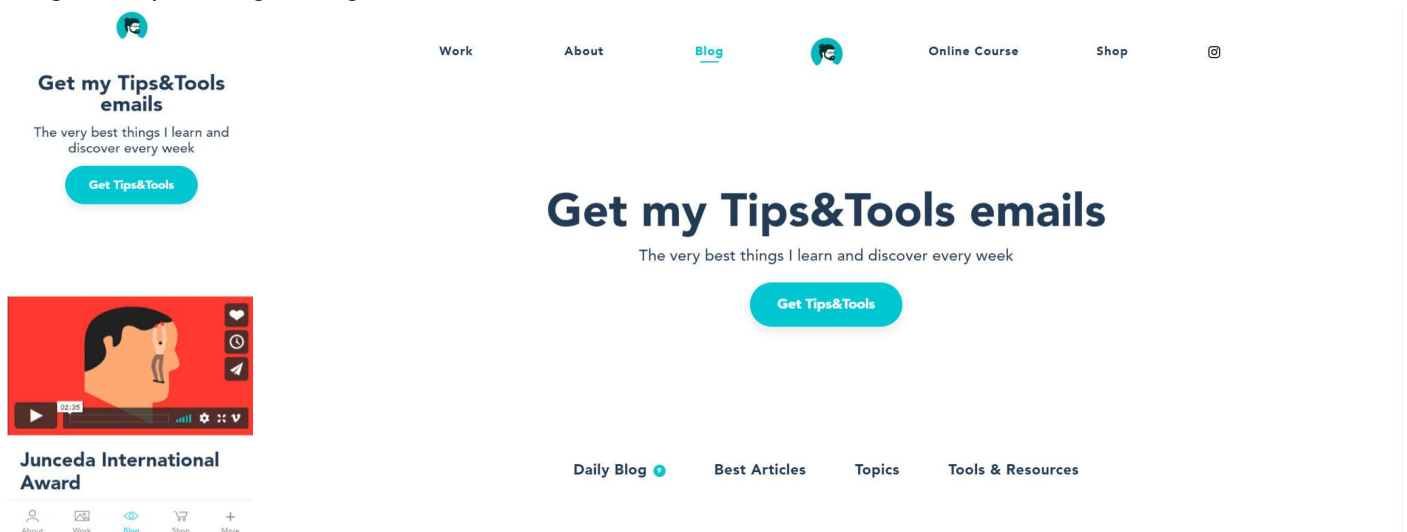 Get my Tips&Tools
emails
The very best things I learn and
discover every week
Get Tips&Tools
02:35
Junceda International
Award
About Work Blog Shop More
Work About Blog Online Course Shop
Get my Tips&Tools emails
The very best things I learn and discover every week
Get Tips&Tools
Daily Blog 9 Best Articles Topics Tools & Resources